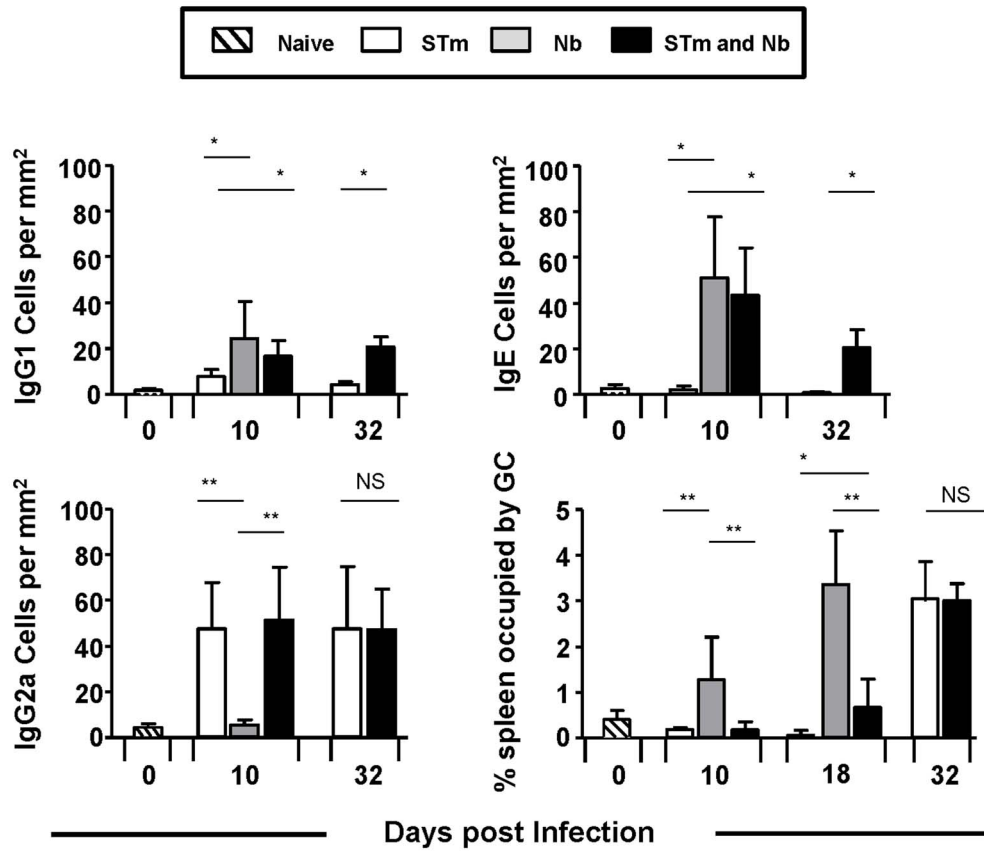 Naive STm Nb STm and Nb
IgG1 Cells per mm²
100
80
60
40
20
0
* * *
0 10 32
IgE Cells per mm²
100
80
60
40
20
0
* * *
0 10 32
IgG2a Cells per mm²
100
80
60
40
20
0
** ** NS
0 10 32
% spleen occupied by GC
5
4
3
2
1
0
** ** * ** NS
0 10 18 32
Days post Infection